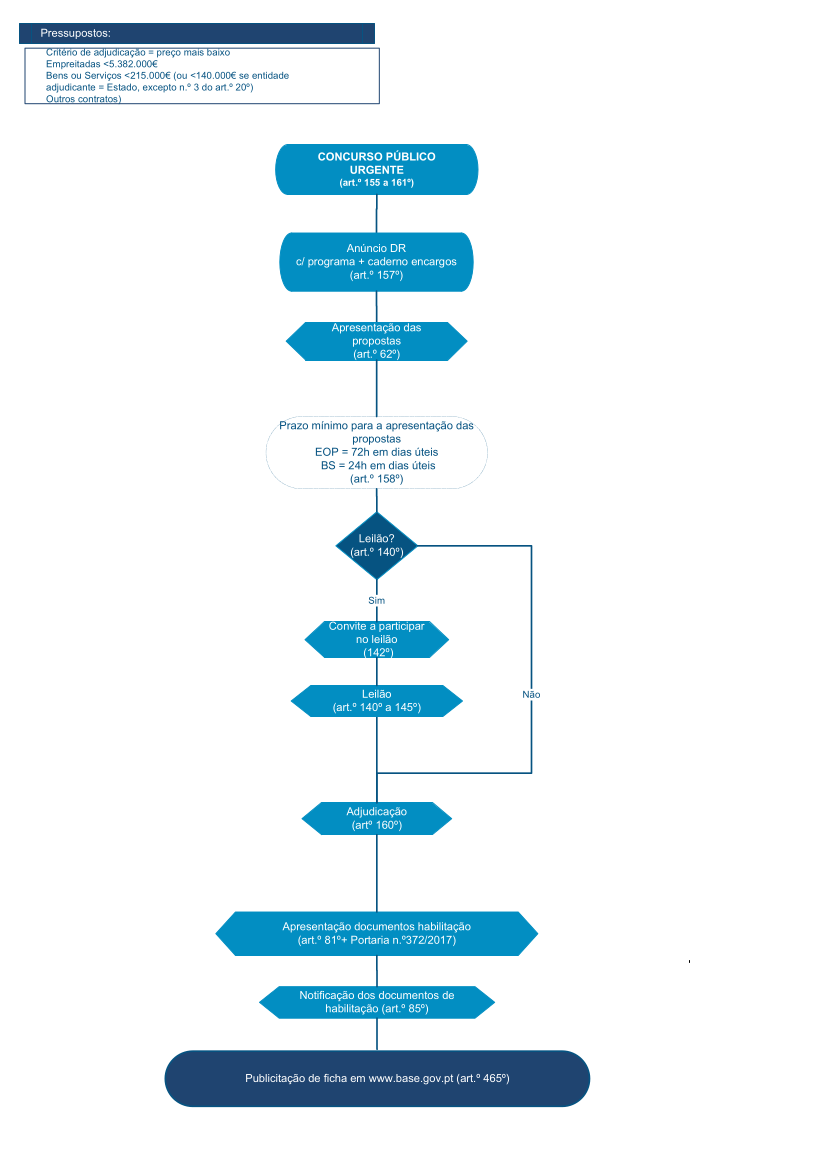 Pressupostos:
Critério de adjudicação = preço mais baixo
Empreitadas <5.382.000€
Bens ou Serviços <215.000€ (ou <140.000€ se entidade
adjudicante = Estado, excepto n.º 3 do art.º 20º)
Outros contratos)
CONCURSO PÚBLICO
URGENTE
(art.º 155 a 161º)
Anúncio DR
c/ programa + caderno encargos
(art.º 157º)
Apresentação das
propostas
(art.º 62º)
Prazo mínimo para a apresentação das
propostas
EOP = 72h em dias úteis
BS = 24h em dias úteis
(art.º 158º)
Leilão?
(art.º 140º)
Sim
Convite a participar
no leilão
(142º)
Leilão
(art.º 140º a 145º)
Não
Adjudicação
(artº 160º)
Apresentação documentos habilitação
(art.º 81º+ Portaria n.º372/2017)
Notificação dos documentos de
habilitação (art.º 85º)
Publicitação de ficha em www.base.gov.pt (art.º 465º)